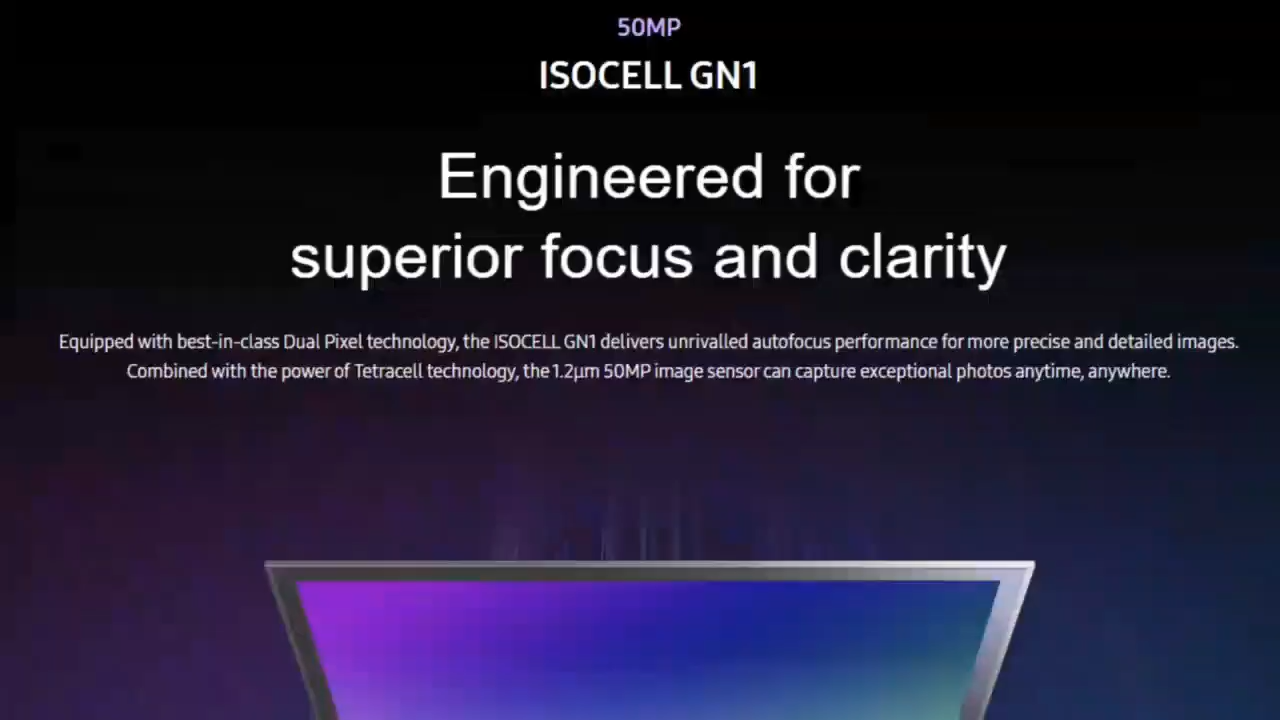 50MP
ISOCELL GN1
Engineered for
superior focus and clarity
Equipped with best-in-class Dual Pixel technology, the ISOCELL GN1 delivers unrivalled autofocus performance for more precise and detailed images.
Combined with the power of Tetracell technology, the 1.2μm 50MP image sensor can capture exceptional photos anytime, anywhere.